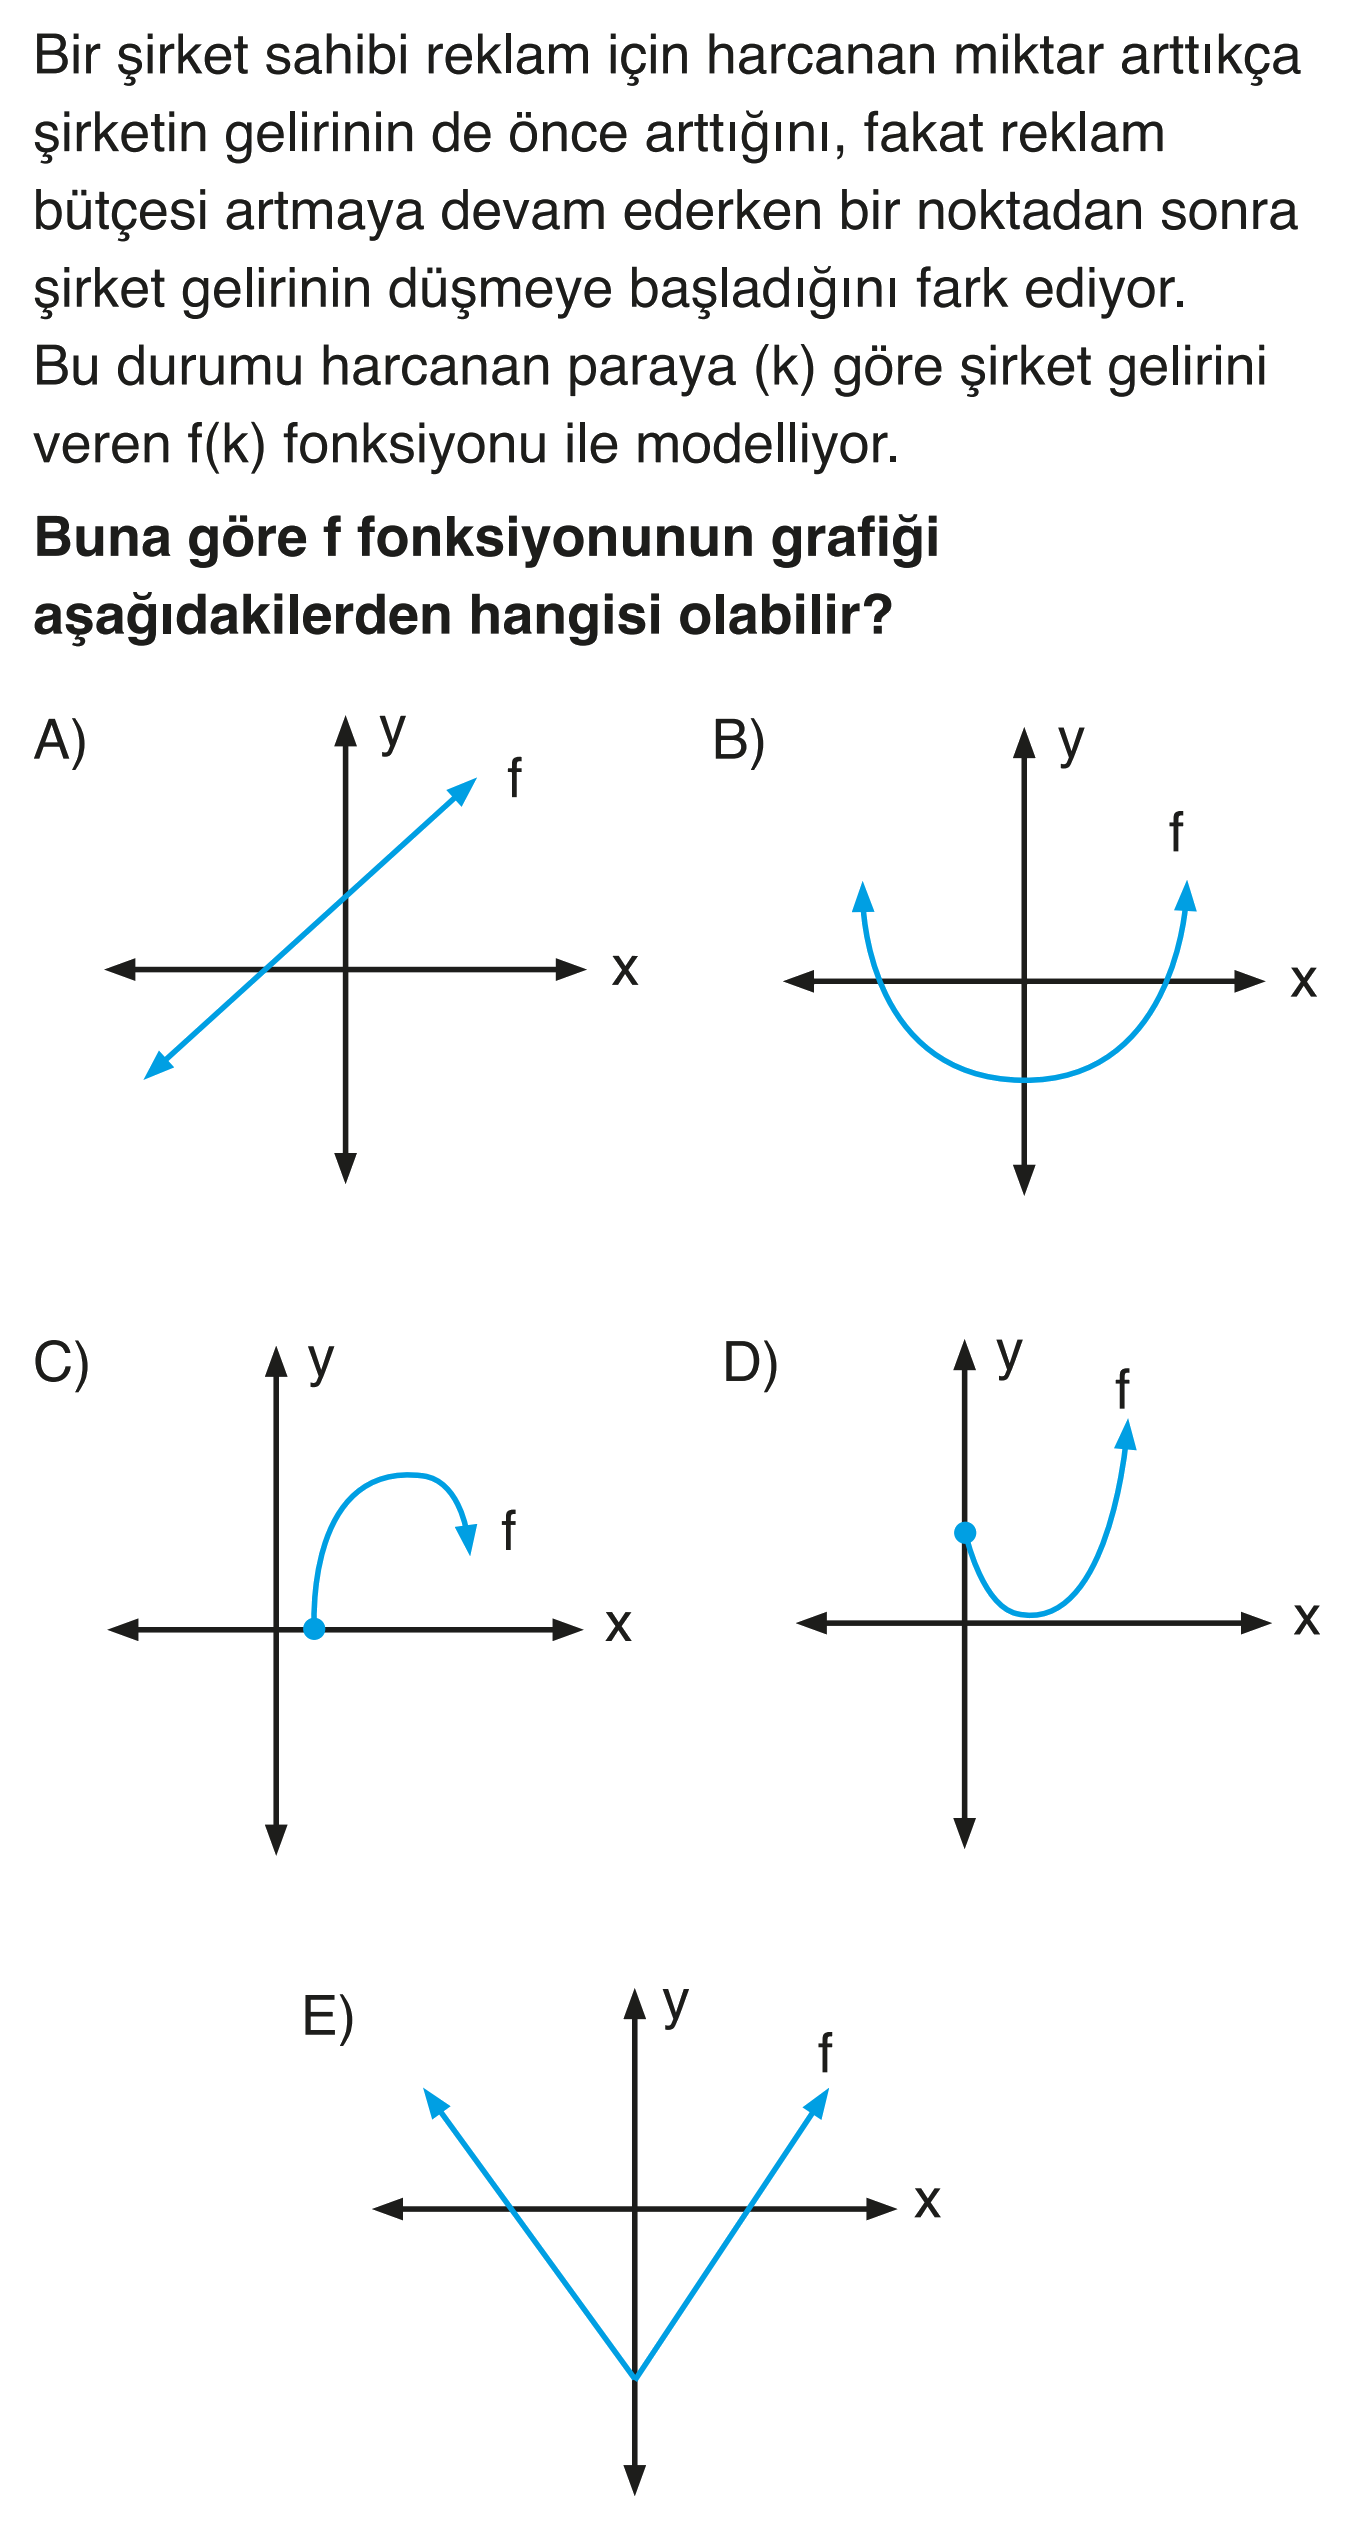 Bir şirket sahibi reklam için harcanan miktar arttıkça
şirketin gelirinin de önce arttığını, fakat reklam
bütçesi artmaya devam ederken bir noktadan sonra
şirket gelirinin düşmeye başladığını fark ediyor.
Bu durumu harcanan paraya (k) göre şirket gelirini
veren f(k) fonksiyonu ile modelliyor.
Buna göre f fonksiyonunun grafiği
aşağıdakilerden hangisi olabilir?
A)
y
f
x
B)
y
f
x
C)
y
f
x
D)
y
f
x
E)
y
f
x